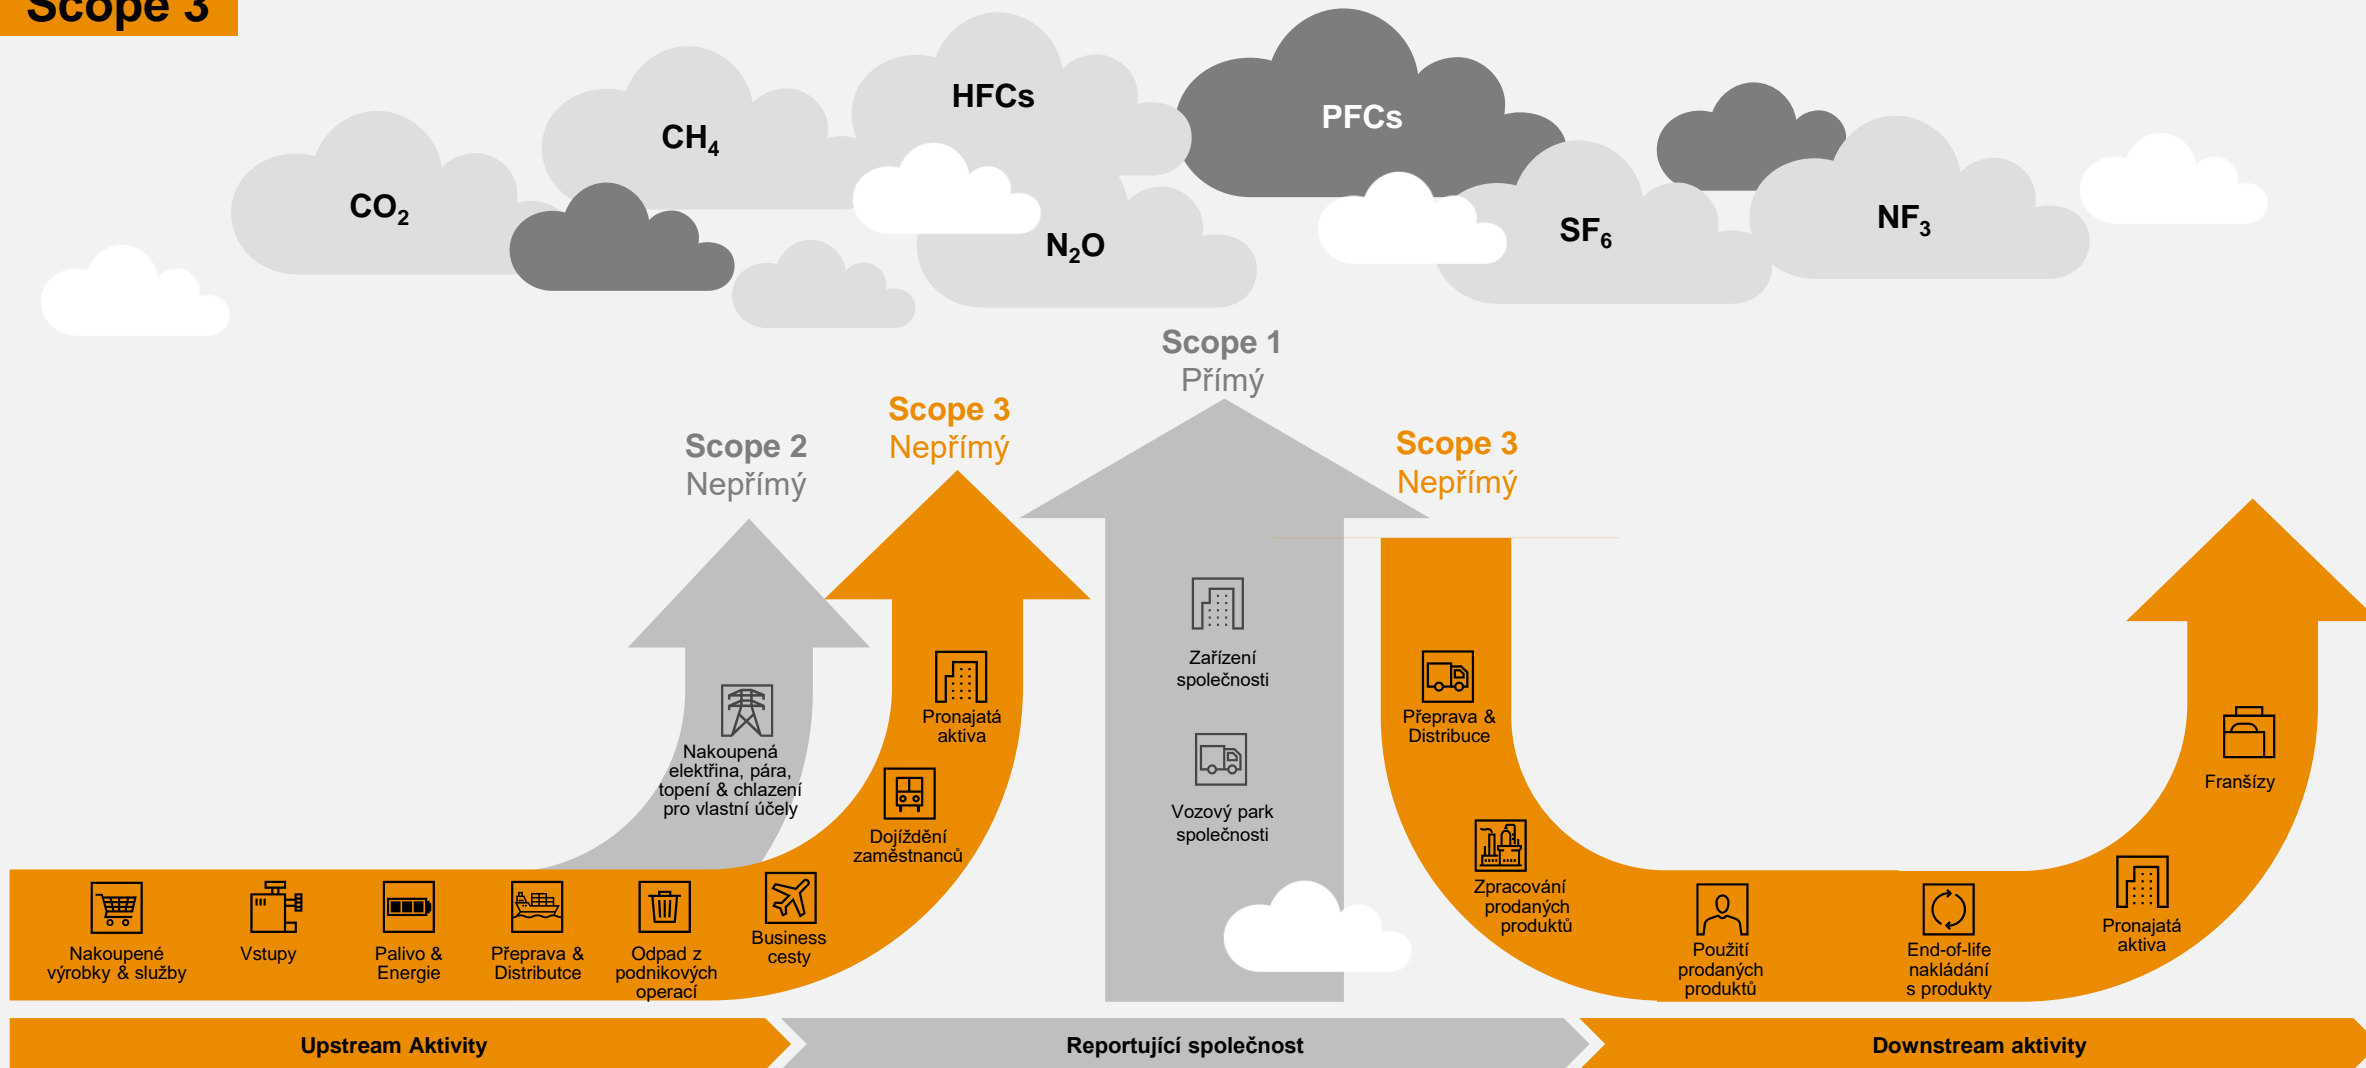 Scope 3
HFCs
PFCs
CH₄
CO₂
N₂O
SF₆
NF₃
Scope 1
Přímý
Scope 3
Nepřímý
Scope 2
Nepřímý
Scope 3
Nepřímý
Nakoupená
elektřina, pára,
topení & chlazení
pro vlastní účely
Pronajatá
aktiva
Dojíždění
zaměstnanců
Zařízení
společnosti
Vozový park
společnosti
Přeprava &
Distribuce
Zpracování
prodaných
produktů
Franšízy
Nakoupené
výrobky & služby
Vstupy
Palivo &
Energie
Přeprava &
Distributce
Odpad z
podnikových
operací
Business
cesty
Použití
prodaných
produktů
End-of-life
nakládání
s produkty
Pronajatá
aktiva
Upstream Aktivity
Reportující společnost
Downstream aktivity